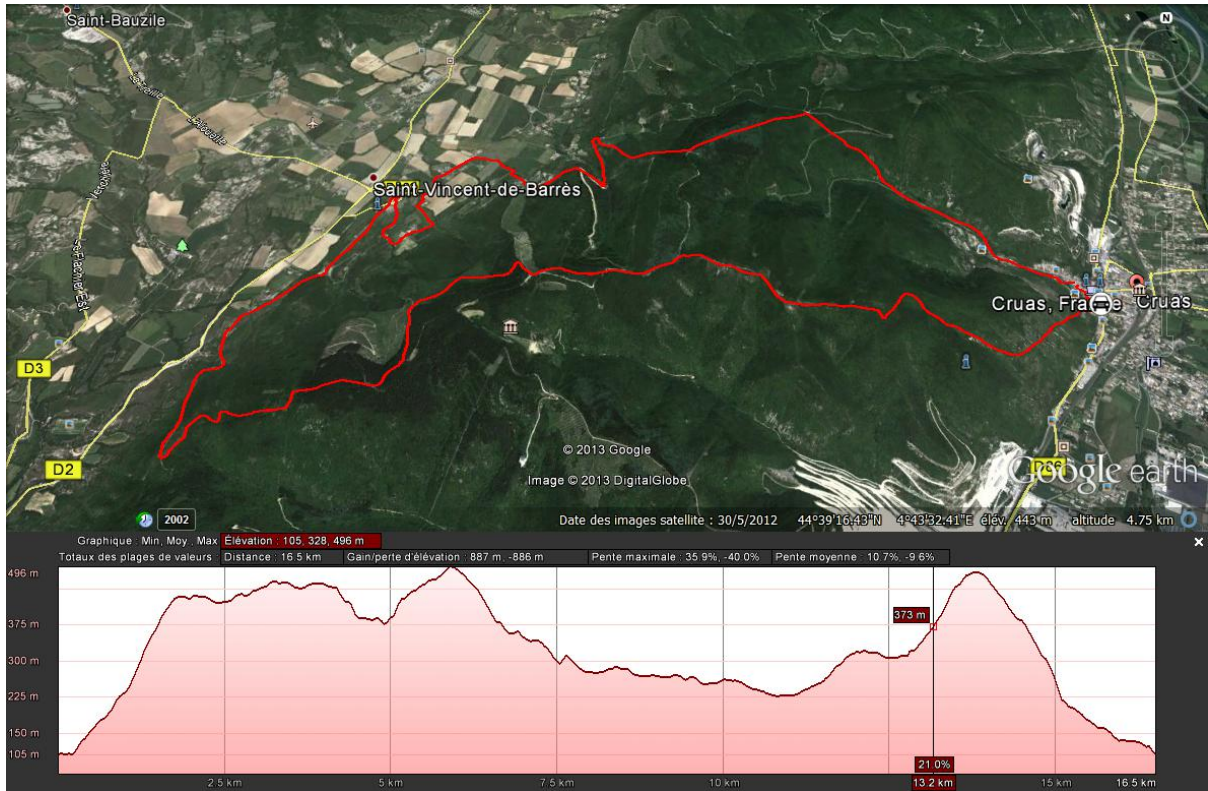 Saint-Bauzile
N
La Teille
L'Alouette
Verchière
Saint-Vincent-de-Barrès
D3
D2
Cruas, France
Cruas
D86
© 2013 Google
Image © 2013 DigitalGlobe
Google earth
2002
Date des images satellite : 30/5/2012 44°39'16.43"N 4°43'32.41"E élév. 443 m altitude 4.75 km
Graphique : Min, Moy., Max Élévation : 105, 328, 496 m
Totaux des plages de valeurs : Distance : 16.5 km Gain/perte d'élévation : 887 m, -886 m Pente maximale : 35.9%, -40.0% Pente moyenne : 10.7%, -9.6%
496 m
375 m
373 m
300 m
225 m
150 m
105 m
21.0%
2.5 km 5 km 7.5 km 10 km 13.2 km 15 km 16.5 km